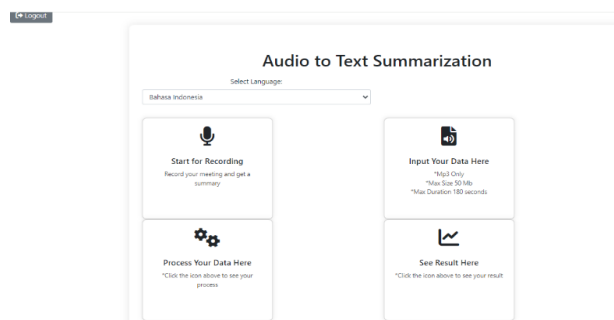 Logout
Audio to Text Summarization
Select Language:
Bahasa Indonesia
Start for Recording
Record your meeting and get a
summary
Input Your Data Here
*Mp3 Only
*Max Size 50 Mb
*Max Duration 180 seconds
Process Your Data Here
*Click the icon above to see your
process
See Result Here
*Click the icon above to see your result